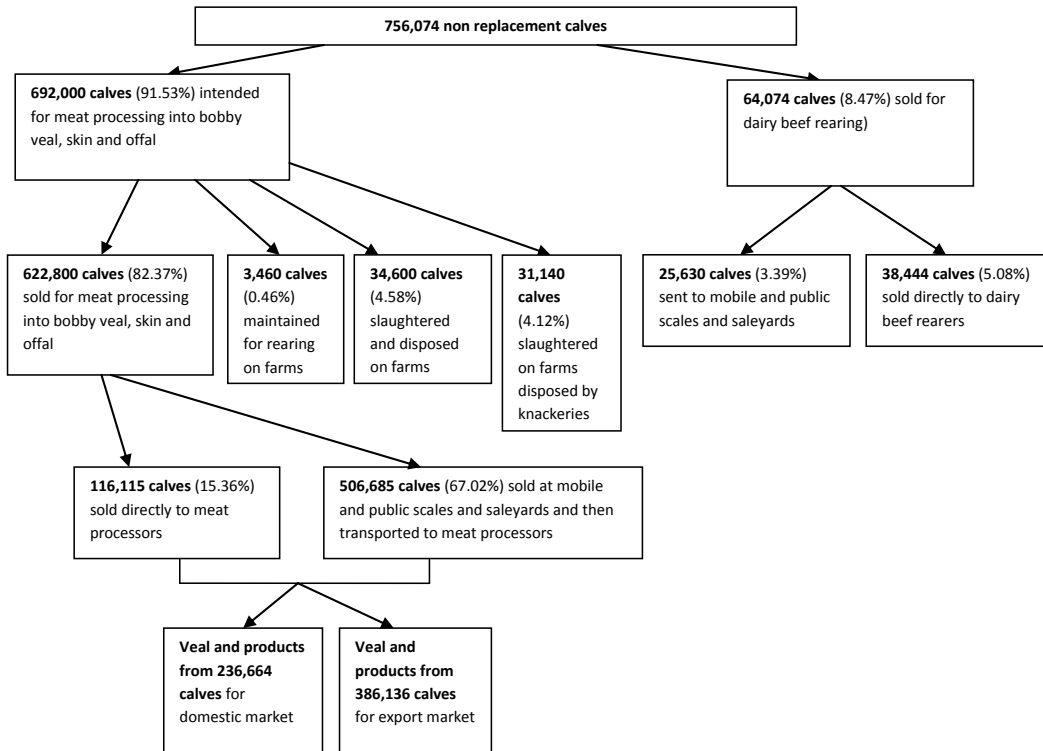 756,074 non replacement calves
692,000 calves (91.53%) intended
for meat processing into bobby
veal, skin and offal
64,074 calves (8.47%) sold for
dairy beef rearing)
622,800 calves (82.37%)
sold for meat processing
into bobby veal, skin and
offal
3,460 calves
(0.46%)
maintained
for rearing
on farms
34,600 calves
(4.58%)
slaughtered
and disposed
on farms
31,140
calves
(4.12%)
slaughtered
on farms
disposed by
knackeries
25,630 calves (3.39%)
sent to mobile and public
scales and saleyards
38,444 calves (5.08%)
sold directly to dairy
beef rearers
116,115 calves (15.36%)
sold directly to meat
processors
506,685 calves (67.02%) sold at mobile
and public scales and saleyards and then
transported to meat processors
Veal and products
from 236,664
calves for
domestic market
Veal and
products from
386,136 calves
for export market